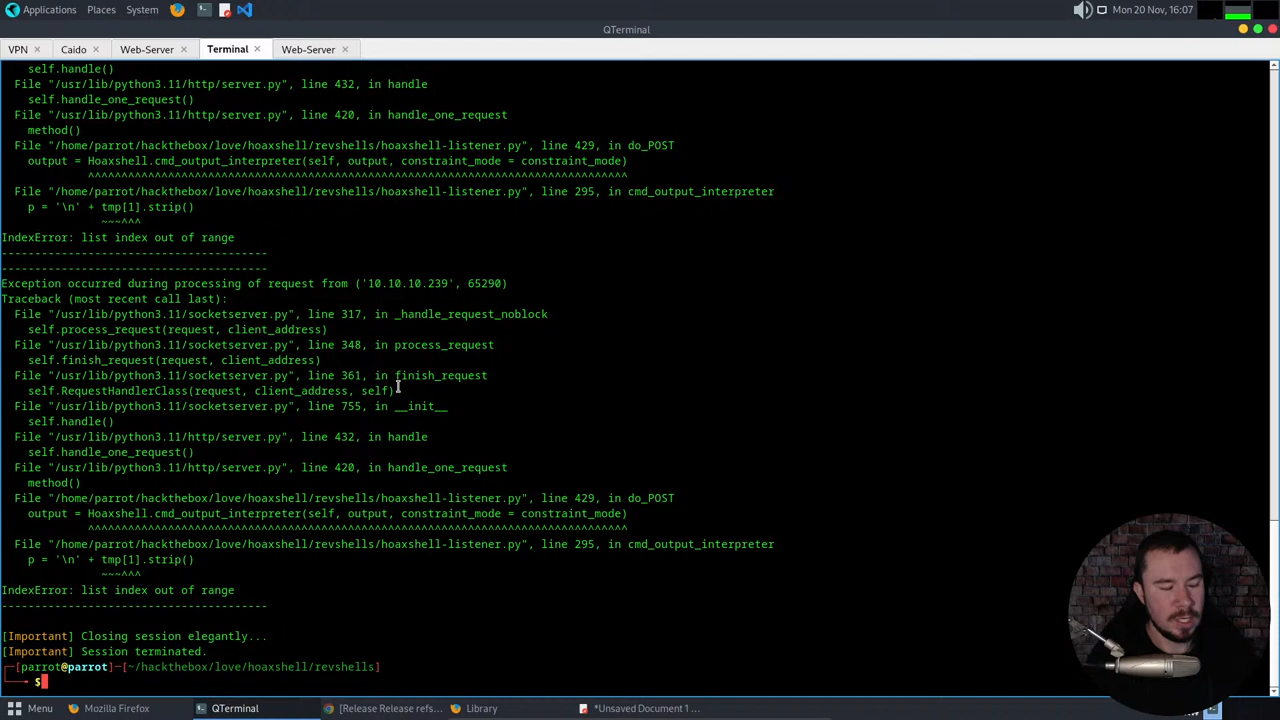 Applications Places System Mon 20 Nov, 16:07
QTerminal
VPN × Caido × Web-Server × Terminal × Web-Server ×
self.handle()
File "/usr/lib/python3.11/http/server.py", line 432, in handle
self.handle_one_request()
File "/usr/lib/python3.11/http/server.py", line 420, in handle_one_request
method()
File "/home/parrot/hackthebox/love/hoaxshell/revshells/hoaxshell-listener.py", line 429, in do_POST
output = Hoaxshell.cmd_output_interpreter(self, output, constraint_mode = constraint_mode)
^^^^^^^^^^^^^^^^^^^^^^^^^^^^^^^^^^^^^^^^^^^^^^^^^^^^^^^^^^^^^^^^^^^^^^^^^^^^^^^^^
File "/home/parrot/hackthebox/love/hoaxshell/revshells/hoaxshell-listener.py", line 295, in cmd_output_interpreter
p = '\n' + tmp[1].strip()
~~~^^^
IndexError: list index out of range
----------------------------------------
----------------------------------------
Exception occurred during processing of request from ('10.10.10.239', 65290)
Traceback (most recent call last):
File "/usr/lib/python3.11/socketserver.py", line 317, in _handle_request_noblock
self.process_request(request, client_address)
File "/usr/lib/python3.11/socketserver.py", line 348, in process_request
self.finish_request(request, client_address)
File "/usr/lib/python3.11/socketserver.py", line 361, in finish_request
self.RequestHandlerClass(request, client_address, self)
File "/usr/lib/python3.11/socketserver.py", line 755, in __init__
self.handle()
File "/usr/lib/python3.11/http/server.py", line 432, in handle
self.handle_one_request()
File "/usr/lib/python3.11/http/server.py", line 420, in handle_one_request
method()
File "/home/parrot/hackthebox/love/hoaxshell/revshells/hoaxshell-listener.py", line 429, in do_POST
output = Hoaxshell.cmd_output_interpreter(self, output, constraint_mode = constraint_mode)
^^^^^^^^^^^^^^^^^^^^^^^^^^^^^^^^^^^^^^^^^^^^^^^^^^^^^^^^^^^^^^^^^^^^^^^^^^^^^^^^^
File "/home/parrot/hackthebox/love/hoaxshell/revshells/hoaxshell-listener.py", line 295, in cmd_output_interpreter
p = '\n' + tmp[1].strip()
~~~^^^
IndexError: list index out of range
----------------------------------------
[Important] Closing session elegantly...
[Important] Session terminated.
[parrot@parrot]─[~/hackthebox/love/hoaxshell/revshells]
$
Menu Mozilla Firefox QTerminal [Release Release refs... Library *Unsaved Document 1 ...